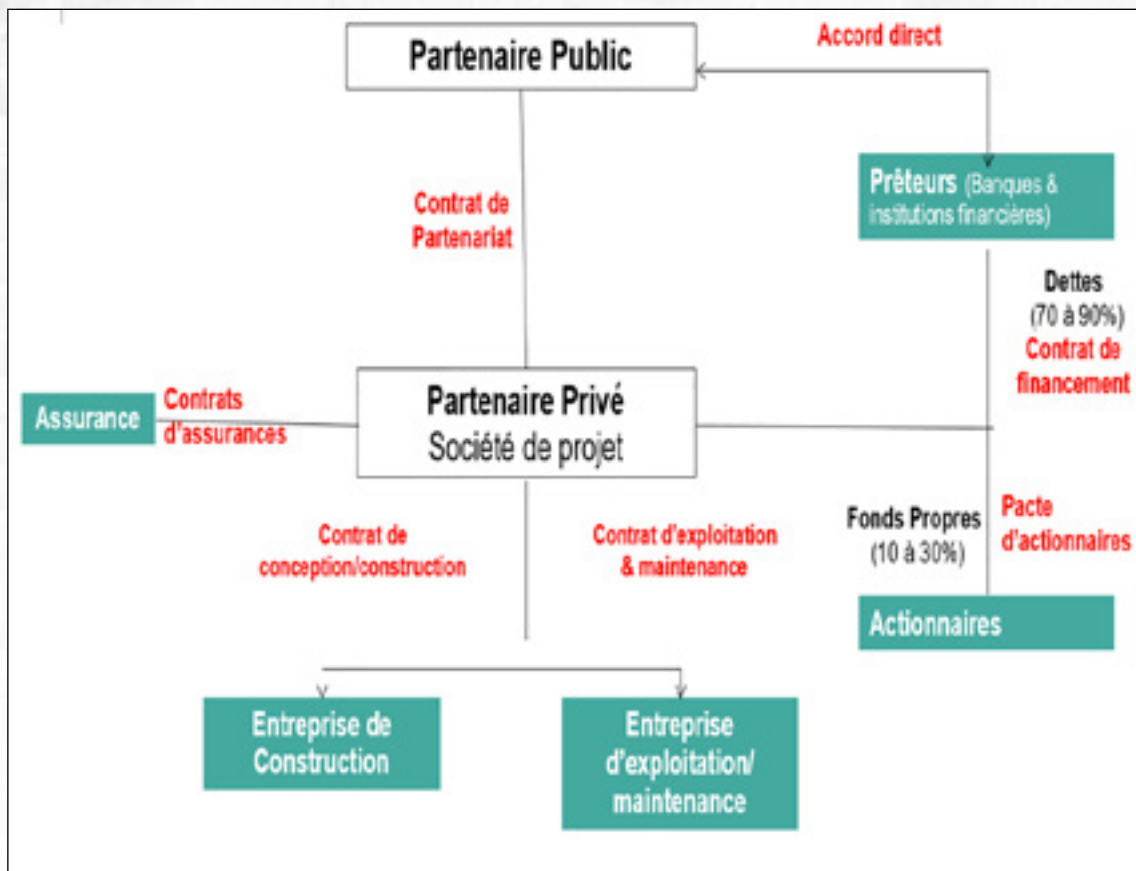 Partenaire Public
Accord direct
Prêteurs (Banques &
institutions financières)
Contrat de
Partenariat
Dettes
(70 à 90%)
Contrat de
financement
Assurance
Contrats
d'assurances
Partenaire Privé
Société de projet
Contrat de
conception/construction
Contrat d'exploitation
& maintenance
Fonds Propres
(10 à 30%)
Pacte
d'actionnaires
Actionnaires
Entreprise de
Construction
Entreprise
d'exploitation/
maintenance